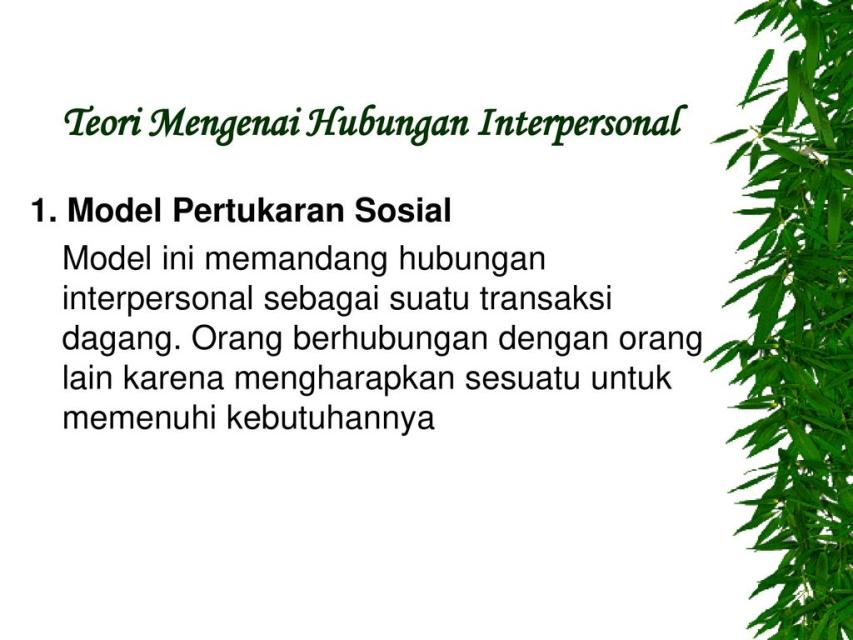 Teori Mengenai Hubungan Interpersonal
1. Model Pertukaran Sosial
Model ini memandang hubungan
interpersonal sebagai suatu transaksi
dagang. Orang berhubungan dengan orang
lain karena mengharapkan sesuatu untuk
memenuhi kebutuhannya